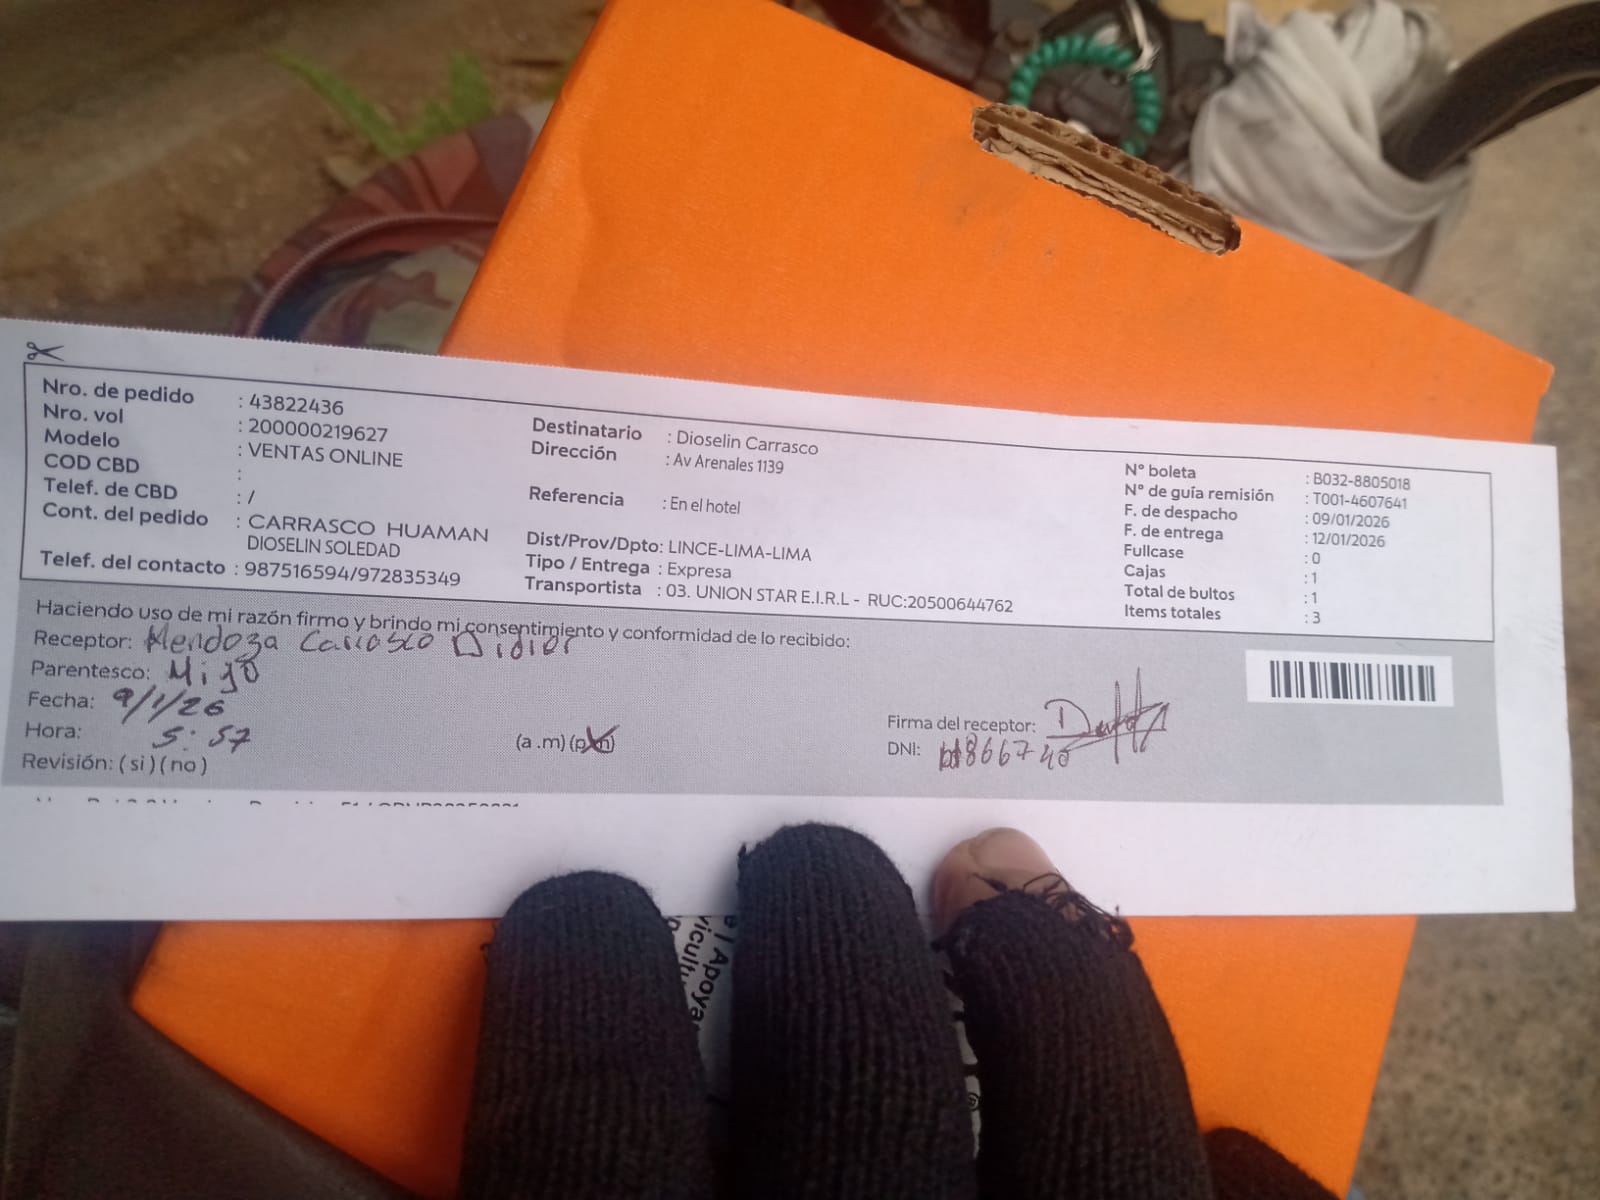 Nro. de pedido : 43822436
Nro. vol : 200000219627
Modelo : VENTAS ONLINE
COD CBD :
Telef. de CBD : /
Cont. del pedido : CARRASCO HUAMAN
DIOSELIN SOLEDAD
Telef. del contacto : 987516594/972835349
Destinatario : Dioselin Carrasco
Dirección : Av Arenales 1139
Referencia : En el hotel
Dist/Prov/Dpto: LINCE-LIMA-LIMA
Tipo / Entrega : Expresa
Transportista : 03. UNION STAR E.I.R.L - RUC:20500644762
N° boleta : B032-8805018
N° de guía remisión : T001-4607641
F. de despacho : 09/01/2026
F. de entrega : 12/01/2026
Fullcase : 0
Cajas : 1
Total de bultos : 1
Items totales : 3
Haciendo uso de mi razón firmo y brindo mi consentimiento y conformidad de lo recibido:
Receptor: Mendoza Carrasco Didier
Parentesco: Hijo
Fecha: 9/1/26
Hora: 5:57 (a .m) (p.m)
Revisión: ( si ) ( no )
Firma del receptor:
DNI:
Apoya